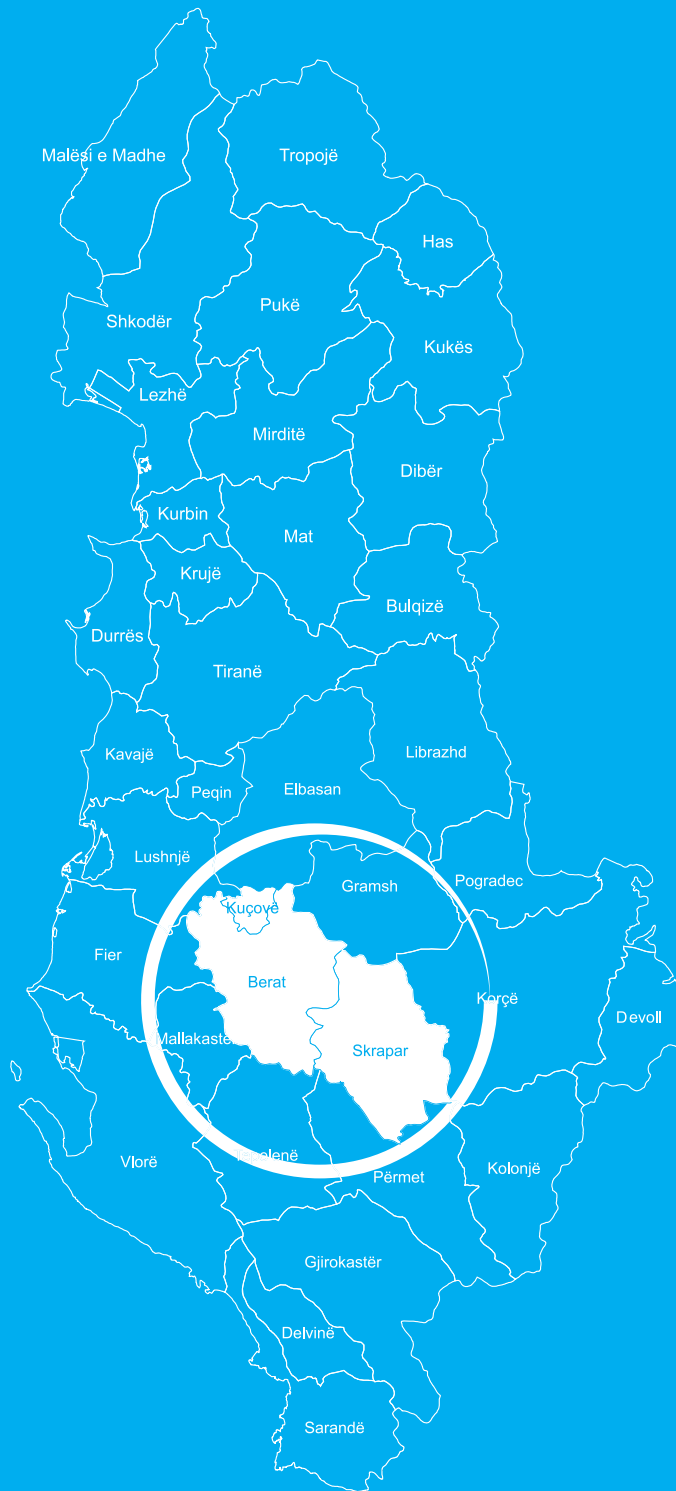 Malësi e Madhe
Tropojë
Has
Pukë
Shkodër
Kukës
Lezhë
Mirditë
Dibër
Kurbin
Mat
Krujë
Bulqizë
Durrës
Tiranë
Librazhd
Kavajë
Elbasan
Peqin
Lushnjë
Gramsh
Pogradec
Kuçovë
Fier
Berat
Korçë
Devoll
Mallakaster
Skrapar
Tepelenë
Vlorë
Përmet
Kolonjë
Gjirokastër
Delvinë
Sarandë